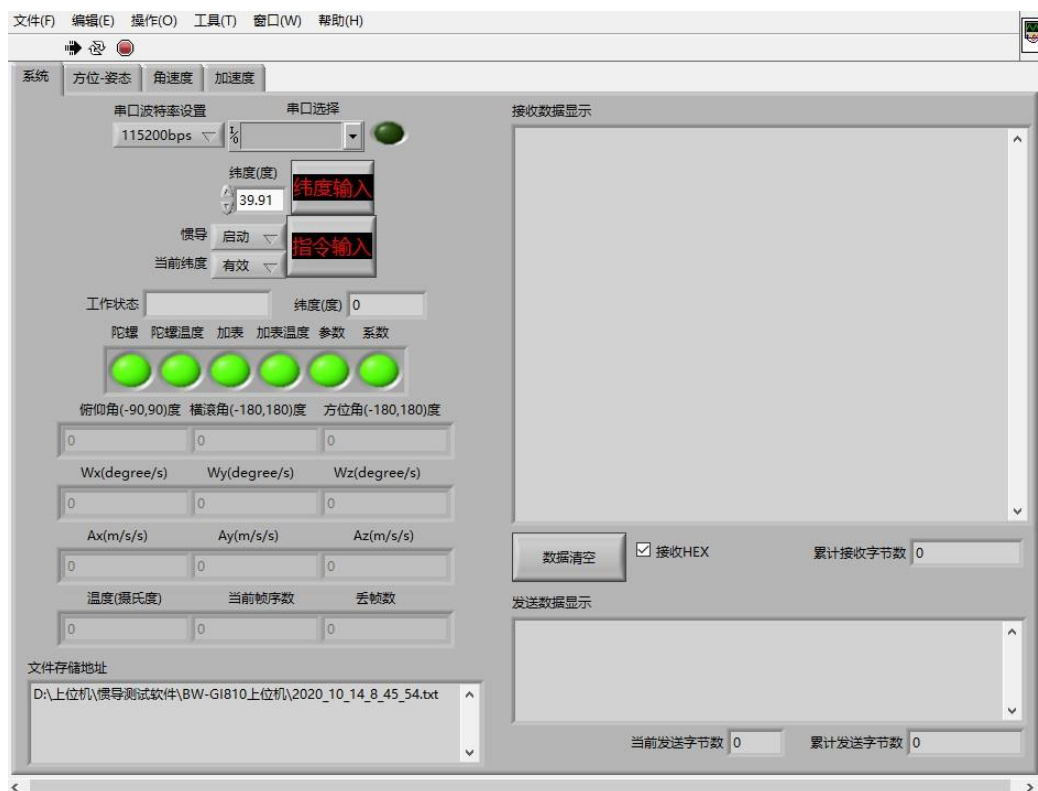 文件(F) 编辑(E) 操作(O) 工具(T) 窗口(W) 帮助(H)
系统 方位-姿态 角速度 加速度
串口波特率设置 串口选择
115200bps I/O
纬度(度)
39.91 纬度输入
惯导 启动 指令输入
当前纬度 有效
工作状态 纬度(度) 0
陀螺 陀螺温度 加表 加表温度 参数 系数
俯仰角(-90,90)度 横滚角(-180,180)度 方位角(-180,180)度
0 0 0
Wx(degree/s) Wy(degree/s) Wz(degree/s)
0 0 0
Ax(m/s/s) Ay(m/s/s) Az(m/s/s)
0 0 0
温度(摄氏度) 当前帧序数 丢帧数
0 0 0
文件存储地址
D:\上位机\惯导测试软件\BW-GI810上位机\2020_10_14_8_45_54.txt
接收数据显示
数据清空 接收HEX 累计接收字节数 0
发送数据显示
当前发送字节数 0 累计发送字节数 0